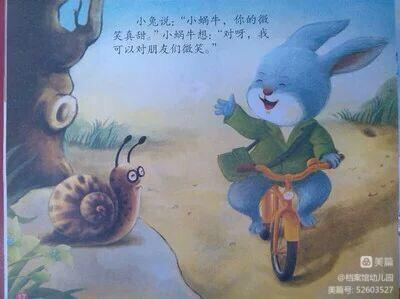 小兔说：“小蜗牛，你的微
笑真甜。”小蜗牛想：“对呀，我
可以对朋友们微笑。”
17
美篇
@档案馆幼儿园
美篇号: 52603527